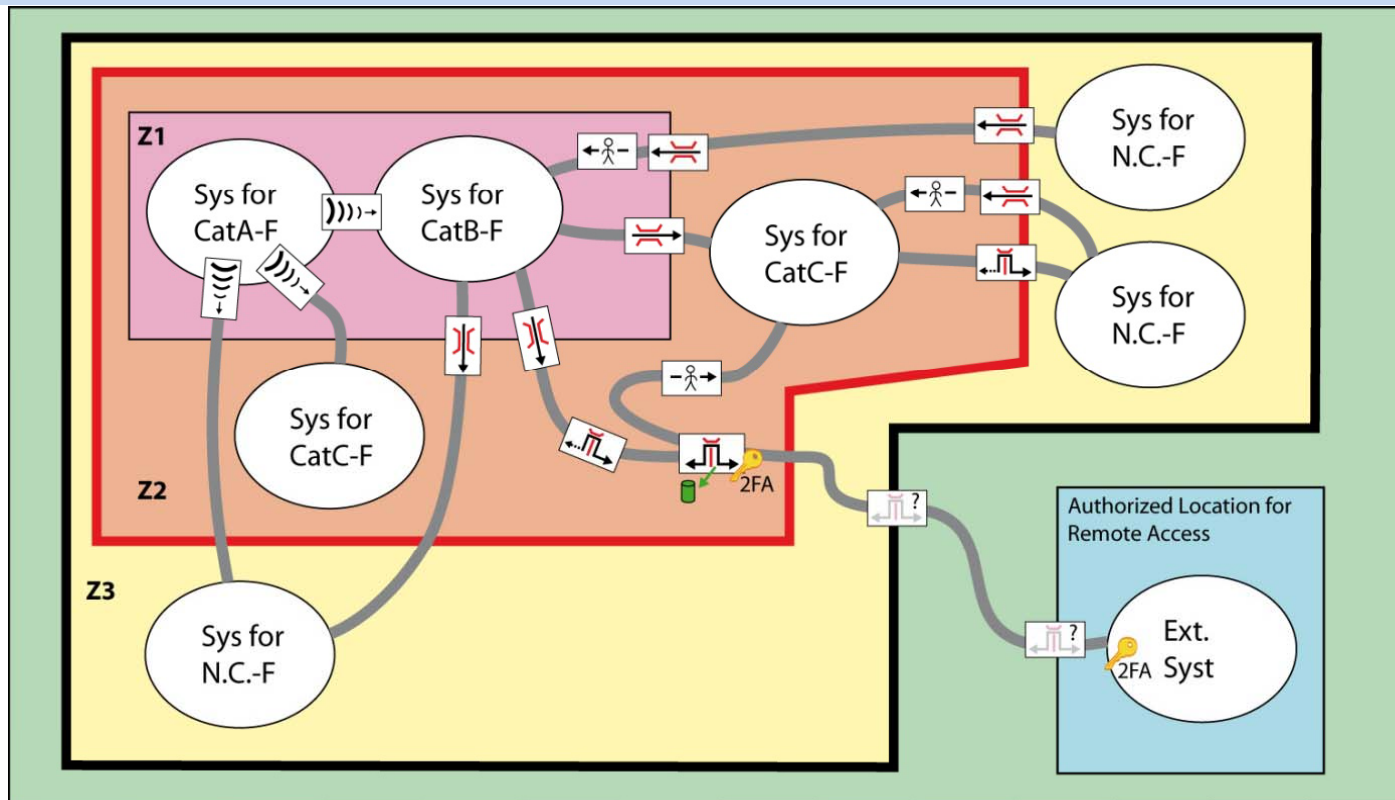 Z1
Sys for
CatA-F
Sys for
CatB-F
Sys for
N.C.-F
Sys for
CatC-F
Sys for
N.C.-F
Sys for
CatC-F
Z2
2FA
?
Authorized Location for
Remote Access
Z3
Sys for
N.C.-F
?
Ext.
Syst
2FA